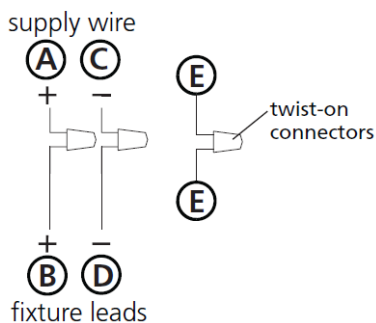 supply wire
A C E
+ −
twist-on
connectors
E
+ −
B D
fixture leads